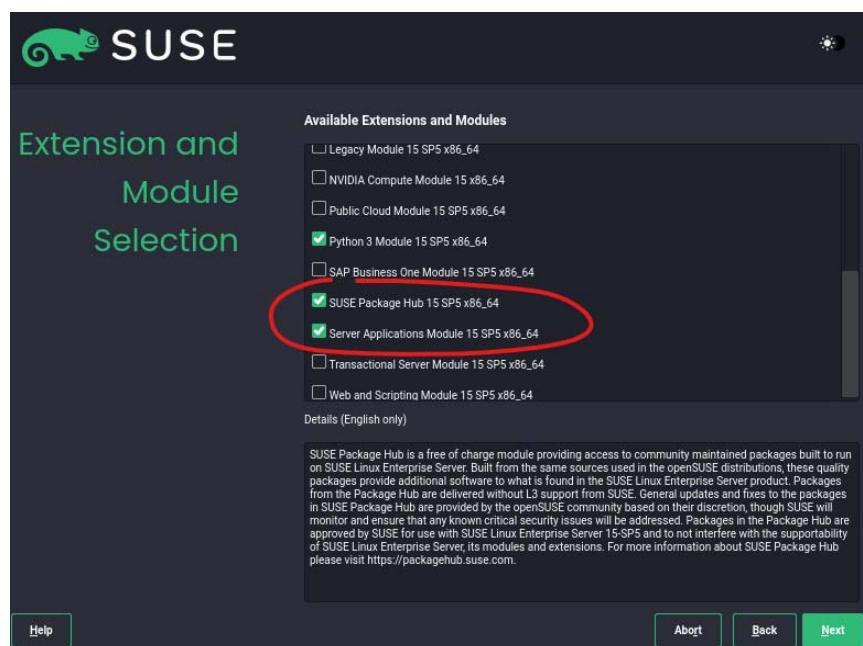 SUSE
Extension and
Module
Selection
Available Extensions and Modules
Legacy Module 15 SP5 x86_64
NVIDIA Compute Module 15 x86_64
Public Cloud Module 15 SP5 x86_64
Python 3 Module 15 SP5 x86_64
SAP Business One Module 15 SP5 x86_64
SUSE Package Hub 15 SP5 x86_64
Server Applications Module 15 SP5 x86_64
Transactional Server Module 15 SP5 x86_64
Web and Scripting Module 15 SP5 x86_64
Details (English only)
SUSE Package Hub is a free of charge module providing access to community maintained packages built to run
on SUSE Linux Enterprise Server. Built from the same sources used in the openSUSE distributions, these quality
packages provide additional software to what is found in the SUSE Linux Enterprise Server product. Packages
from the Package Hub are delivered without L3 support from SUSE. General updates and fixes to the packages
in SUSE Package Hub are provided by the openSUSE community based on their discretion, though SUSE will
monitor and ensure that any known critical security issues will be addressed. Packages in the Package Hub are
approved by SUSE for use with SUSE Linux Enterprise Server 15-SP5 and to not interfere with the supportability
of SUSE Linux Enterprise Server, its modules and extensions. For more information about SUSE Package Hub
please visit https://packagehub.suse.com.
Help
Abort
Back
Next